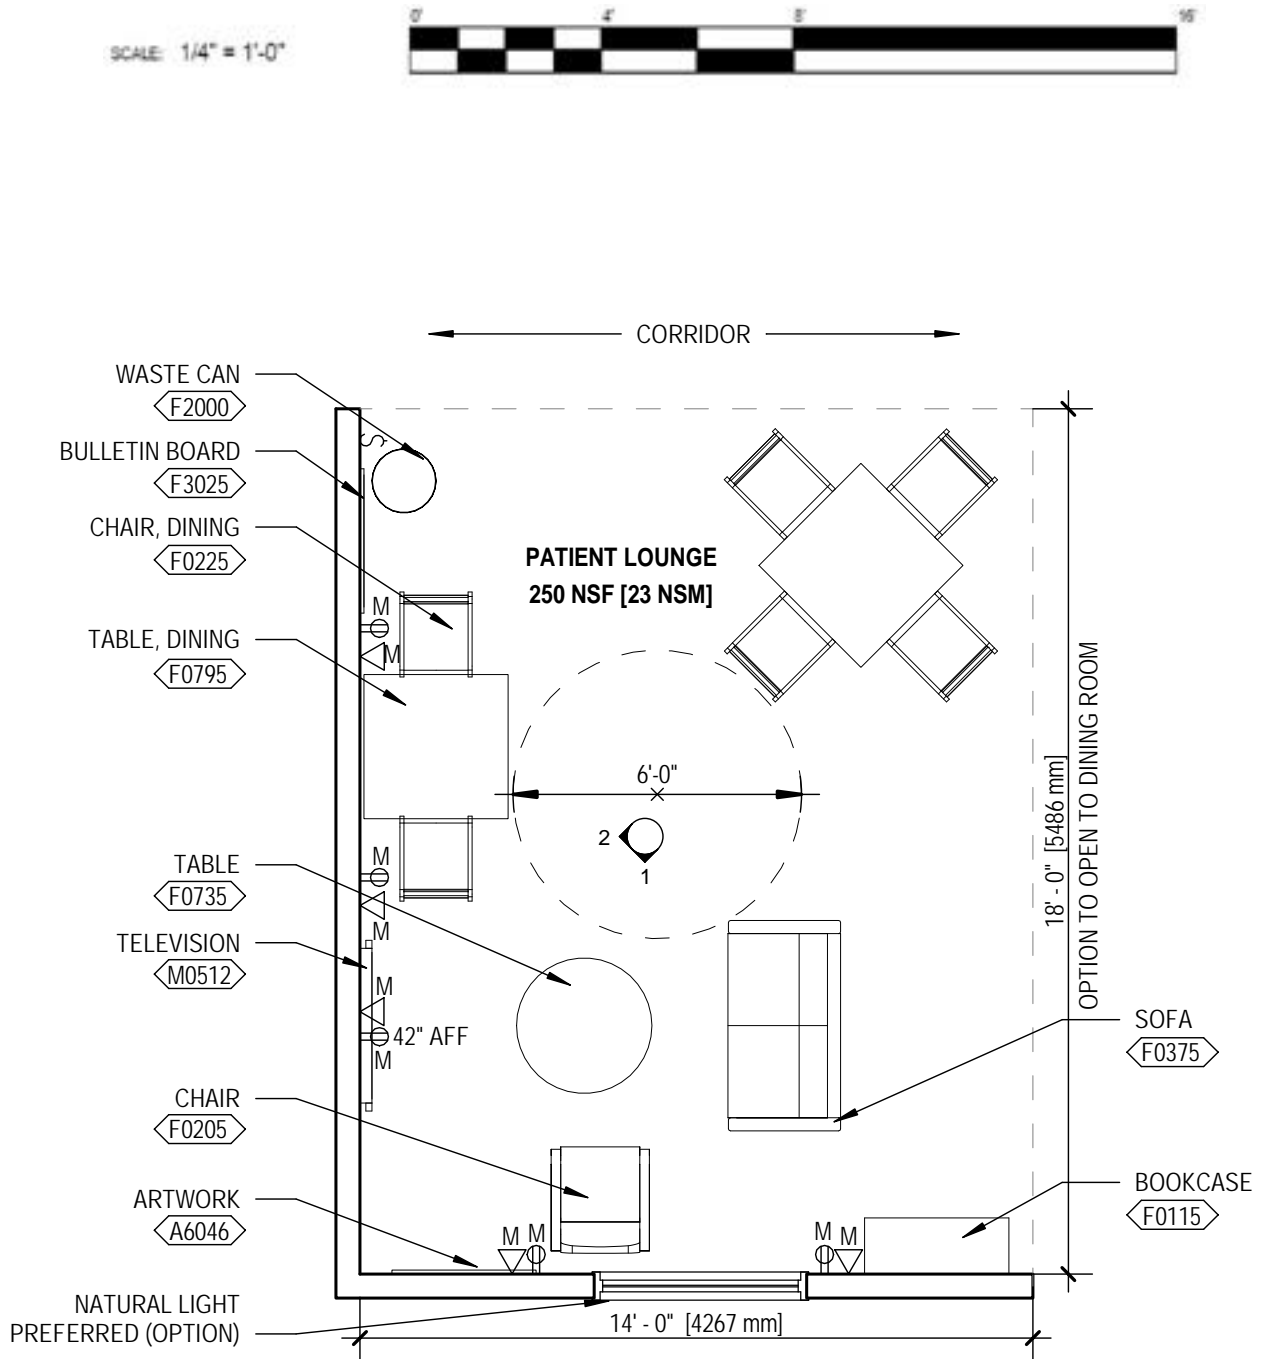 0' 4' 8' 16'
SCALE: 1/4" = 1'-0"
CORRIDOR
WASTE CAN
F2000
BULLETIN BOARD
F3025
CHAIR, DINING
F0225
TABLE, DINING
F0795
TABLE
F0735
TELEVISION
M0512
CHAIR
F0205
ARTWORK
A6046
NATURAL LIGHT
PREFERRED (OPTION)
S
PATIENT LOUNGE
250 NSF [23 NSM]
M
M
6'-0"
2
1
M
M
M
42" AFF
M
M M
M M
14' - 0" [4267 mm]
18' - 0" [5486 mm]
OPTION TO OPEN TO DINING ROOM
SOFA
F0375
BOOKCASE
F0115